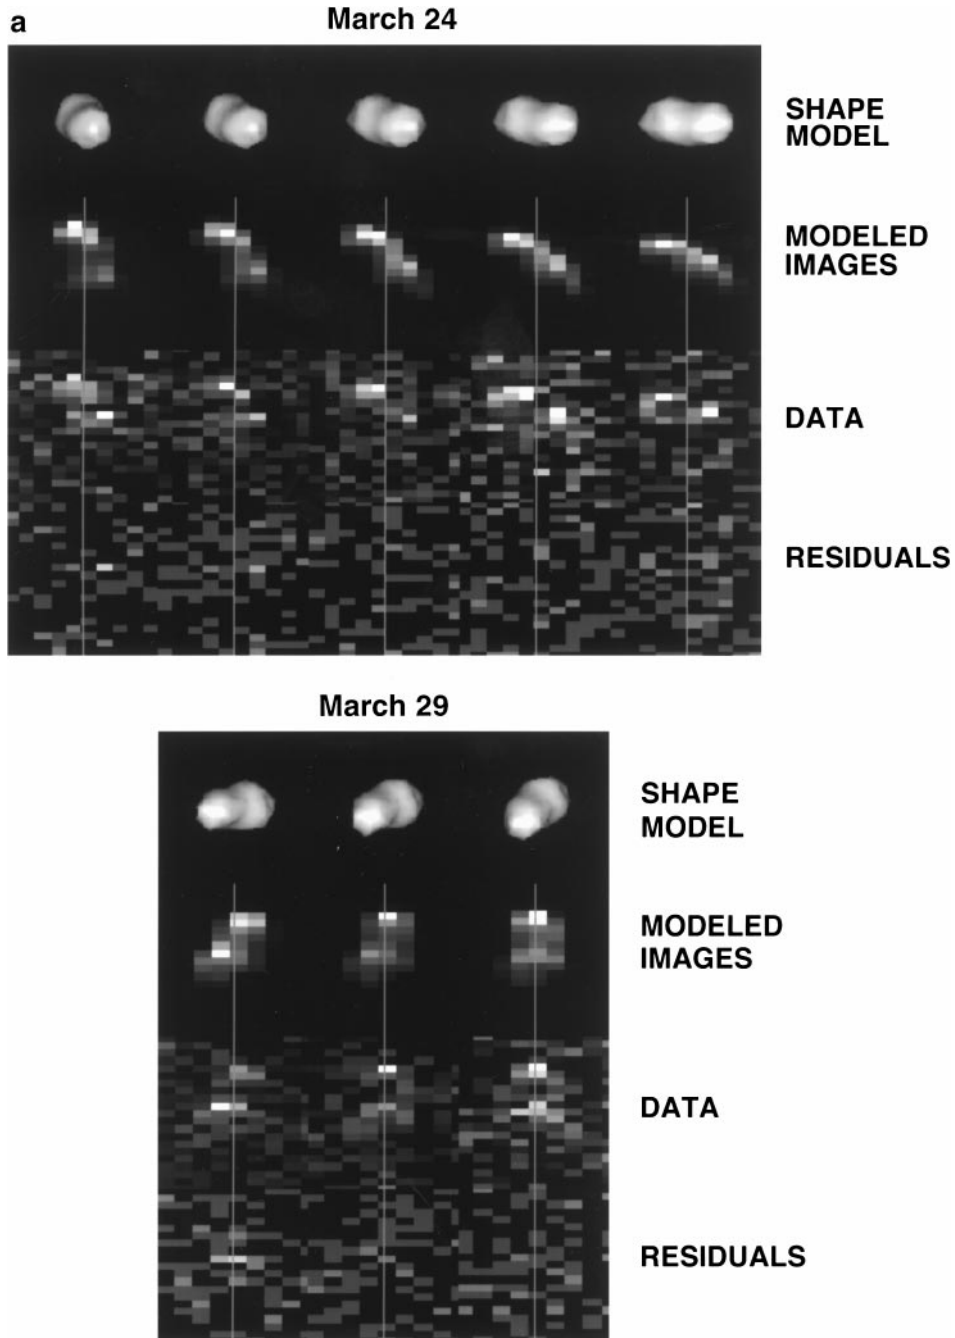 a
March 24
SHAPE
MODEL
MODELED
IMAGES
DATA
RESIDUALS
March 29
SHAPE
MODEL
MODELED
IMAGES
DATA
RESIDUALS